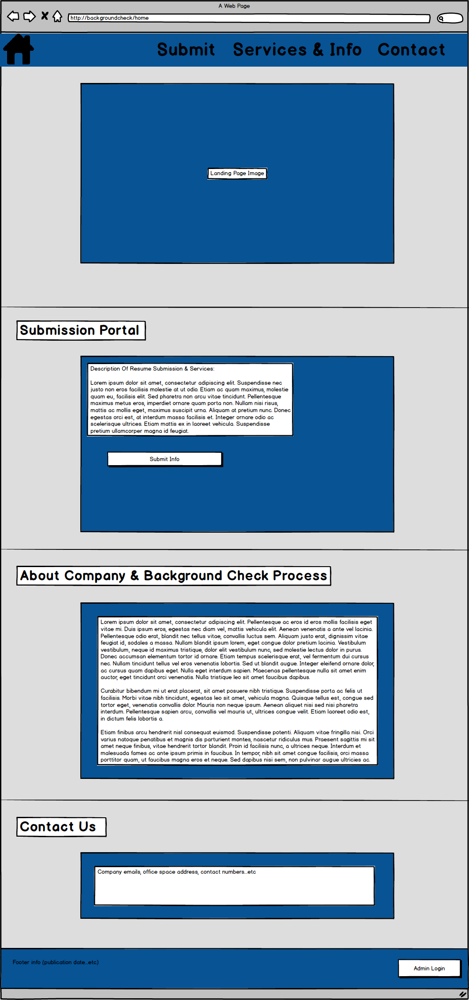 A Web Page
http://backgroundcheck/home
Submit Services & Info Contact
Landing Page Image
Submission Portal
Description Of Resume Submission & Services:
Lorem ipsum dolor sit amet, consectetur adipiscing elit. Suspendisse nec
justo non eros facilisis molestie at ut odio. Etiam ac quam maximus, molestie
quam eu, facilisis elit. Sed pharetra non arcu vitae tincidunt. Pellentesque
maximus metus eros, imperdiet ornare quam porta non. Nullam nisi risus,
mattis ac mollis eget, maximus suscipit urna. Aliquam at pretium nunc. Donec
egestas orci est, at interdum massa facilisis et. Integer ornare odio ac
scelerisque ultrices. Etiam mattis ex in laoreet vehicula. Suspendisse
pretium ullamcorper magna id feugiat.
Submit Info
About Company & Background Check Process
Lorem ipsum dolor sit amet, consectetur adipiscing elit. Pellentesque ac eros id eros mollis facilisis eget
vitae mi. Duis ipsum eros, egestas nec diam vel, mattis vehicula elit. Aenean venenatis a ante vel lacinia.
Pellentesque odio erat, blandit nec tellus vitae, convallis luctus sem. Aliquam justo erat, dignissim vitae
feugiat id, sodales a massa. Nullam blandit ipsum lorem, eget congue dolor pretium lacinia. Vestibulum
vestibulum, neque id maximus tristique, dolor elit vestibulum nunc, sed molestie lectus dolor in purus.
Donec accumsan elementum tortor id ornare. Etiam tempus scelerisque erat, vel fermentum dui cursus
nec. Nullam tincidunt tellus vel eros venenatis lobortis. Sed ut blandit augue. Integer eleifend ornare dolor,
ac cursus quam dapibus eget. Nulla eget interdum sapien. Maecenas pellentesque nulla sit amet enim
auctor, eget tincidunt orci venenatis. Nulla tristique leo sit amet faucibus dapibus.
Curabitur bibendum mi ut erat placerat, sit amet posuere nibh tristique. Suspendisse porta ac felis ut
facilisis. Morbi vitae nibh tincidunt, egestas leo sit amet, vehicula magna. Quisque tellus est, congue sed
tortor eget, venenatis convallis dolor. Mauris non neque ipsum. Aenean aliquet nisi sed nisi pharetra
interdum. Pellentesque sapien arcu, convallis vel mauris ut, ultrices congue velit. Etiam laoreet odio est,
in dictum felis lobortis a.
Etiam finibus arcu hendrerit nisl consequat euismod. Suspendisse potenti. Aliquam vitae fringilla nisi. Orci
varius natoque penatibus et magnis dis parturient montes, nascetur ridiculus mus. Praesent sagittis mi sit
amet neque finibus, vitae hendrerit tortor blandit. Proin id facilisis nunc, a ultrices neque. Interdum et
malesuada fames ac ante ipsum primis in faucibus. In tempor, nibh sit amet congue facilisis, orci massa
porttitor quam, ut faucibus magna eros et neque. Sed dapibus nisi sem, non pulvinar augue ultricies ac.
Contact Us
Company emails, office space address, contact numbers...etc
Footer info (publication date...etc)
Admin Login